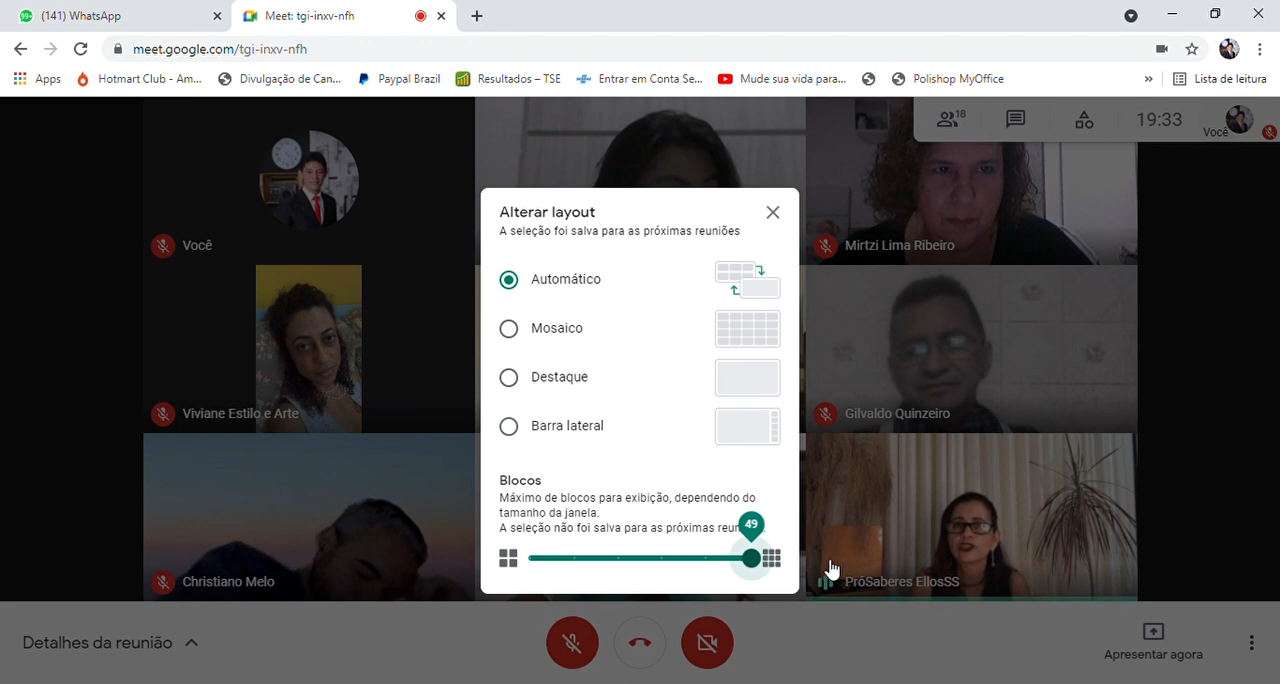 99+ (141) WhatsApp
Meet: tgi-inxv-nfh
meet.google.com/tgi-inxv-nfh
Apps
Hotmart Club - Am...
Divulgação de Can...
Paypal Brazil
Resultados – TSE
Entrar em Conta Se...
Mude sua vida para...
Polishop MyOffice
»
Lista de leitura
18
19:33
Você
Você
Mirtzi Lima Ribeiro
Viviane Estilo e Arte
Gilvaldo Quinzeiro
Christiano Melo
PróSaberes EllosSS
Alterar layout
A seleção foi salva para as próximas reuniões
Automático
Mosaico
Destaque
Barra lateral
Blocos
Máximo de blocos para exibição, dependendo do
tamanho da janela.
A seleção não foi salva para as próximas reun
49
Detalhes da reunião
Apresentar agora